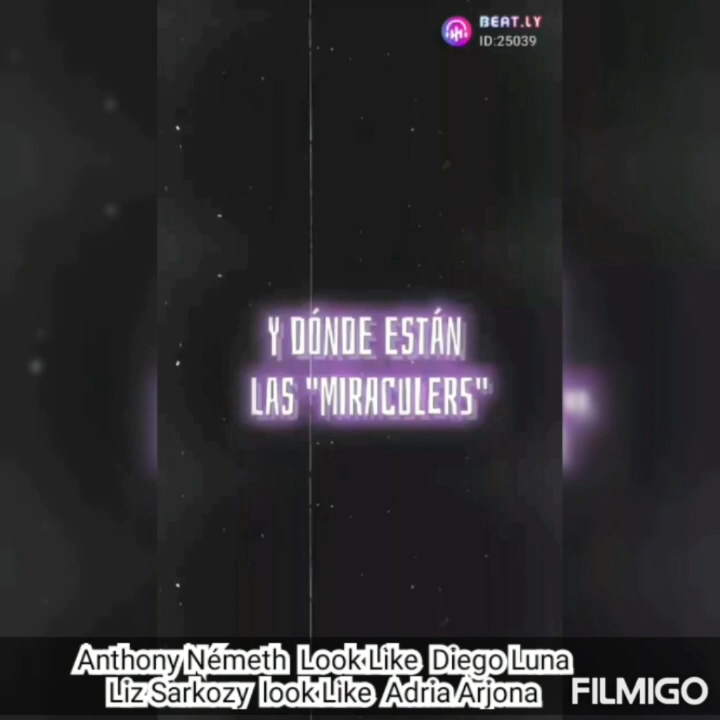 BEAT.LY
ID:25039
Y DÓNDE ESTÁN
LAS "MIRACULERS"
Anthony Németh Look Like Diego Luna
Liz Sarkozy look Like Adria Arjona
FILMIGO